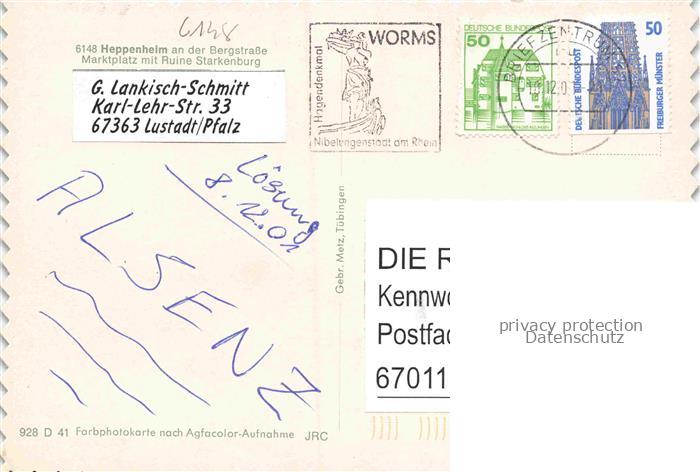 6148
6148 Heppenheim an der Bergstraße
Marktplatz mit Ruine Starkenburg
G. Lankisch-Schmitt
Karl-Lehr-Str. 33
67363 Lustadt/Pfalz
WORMS
Hagendenkmal
Nibelungenstadt am Rhein
DEUTSCHE BUNDESPOST
50
BRIEFZENTRUM
50
DEUTSCHE BUNDESPOST
FREIBURGER MÜNSTER
Lösung
8.12.01
ALSENZ
Gebr. Metz, Tübingen
DIE R
Kennwo
Postfac
67011
privacy protection
Datenschutz
928 D 41 Farbphotokarte nach Agfacolor-Aufnahme JRC